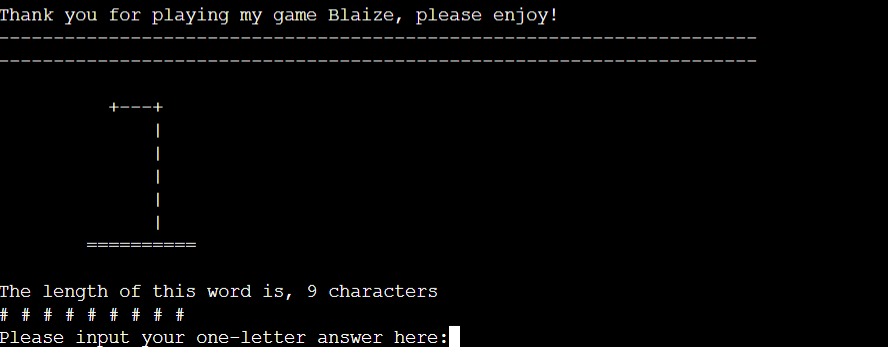 Thank you for playing my game Blaize, please enjoy!
----------------------------------------------------------------------
----------------------------------------------------------------------
          +---+
              |
              |
              |
              |
              |
        ==========
The length of this word is, 9 characters
# # # # # # # # #
Please input your one-letter answer here: